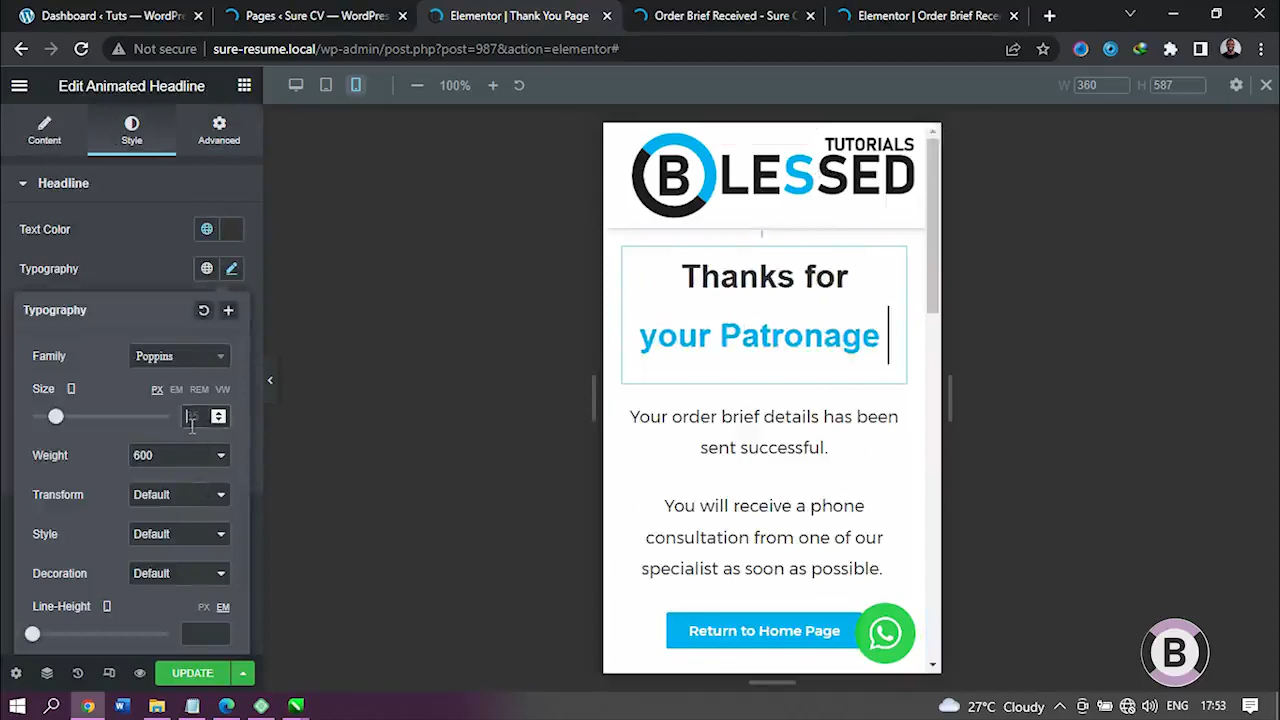 Dashboard ‹ Tuts — WordPre
Pages ‹ Sure CV — WordPres
Elementor | Thank You Page
Order Brief Received - Sure C
Elementor | Order Brief Rece
Not secure
sure-resume.local/wp-admin/post.php?post=987&action=elementor#
Edit Animated Headline
100%
W 360
H 587
Content
Style
Advanced
Headline
Text Color
Typography
Typography
Family
Poppins
Size
PX EM REM VW
Weight
600
Transform
Default
Style
Default
Decoration
Line-Height
PX EM
UPDATE
TUTORIALS
BLESSED
Thanks for
your Patronage
Your order brief details has been
sent successful.
You will receive a phone
consultation from one of our
specialist as soon as possible.
Return to Home Page
B
27°C Cloudy
ENG
17:53